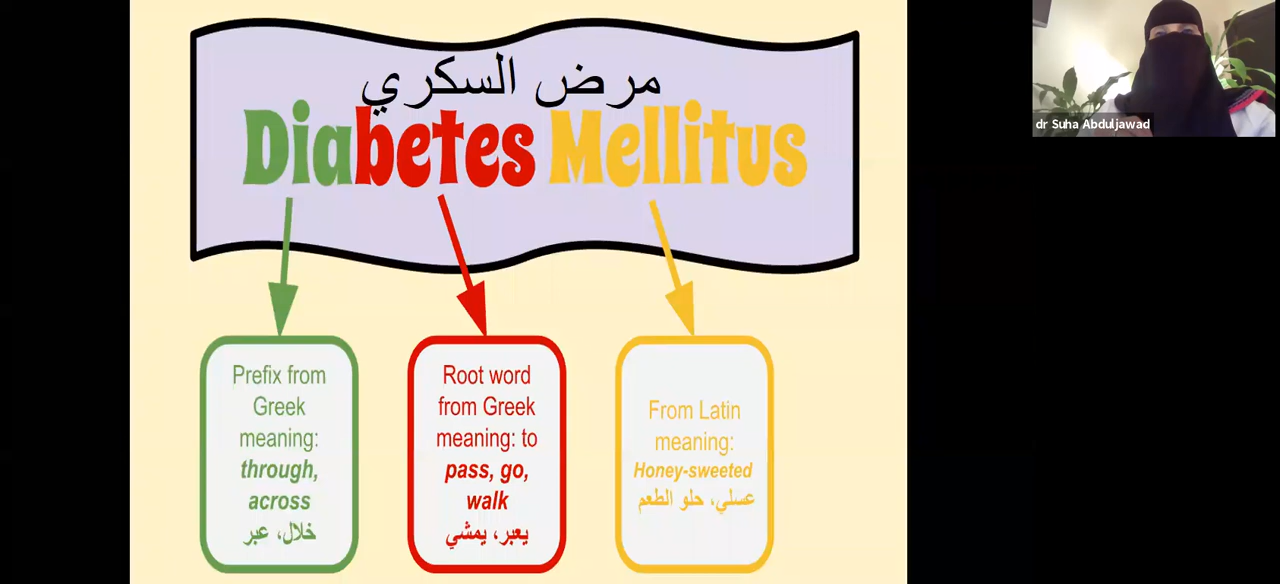 مرض السكري
Diabetes Mellitus
Prefix from
Greek
meaning:
through,
across
خلال، عبر
Root word
from Greek
meaning: to
pass, go,
walk
يعبر، يمشي
From Latin
meaning:
Honey-sweeted
عسلي، حلو الطعم
dr Suha Abduljawad